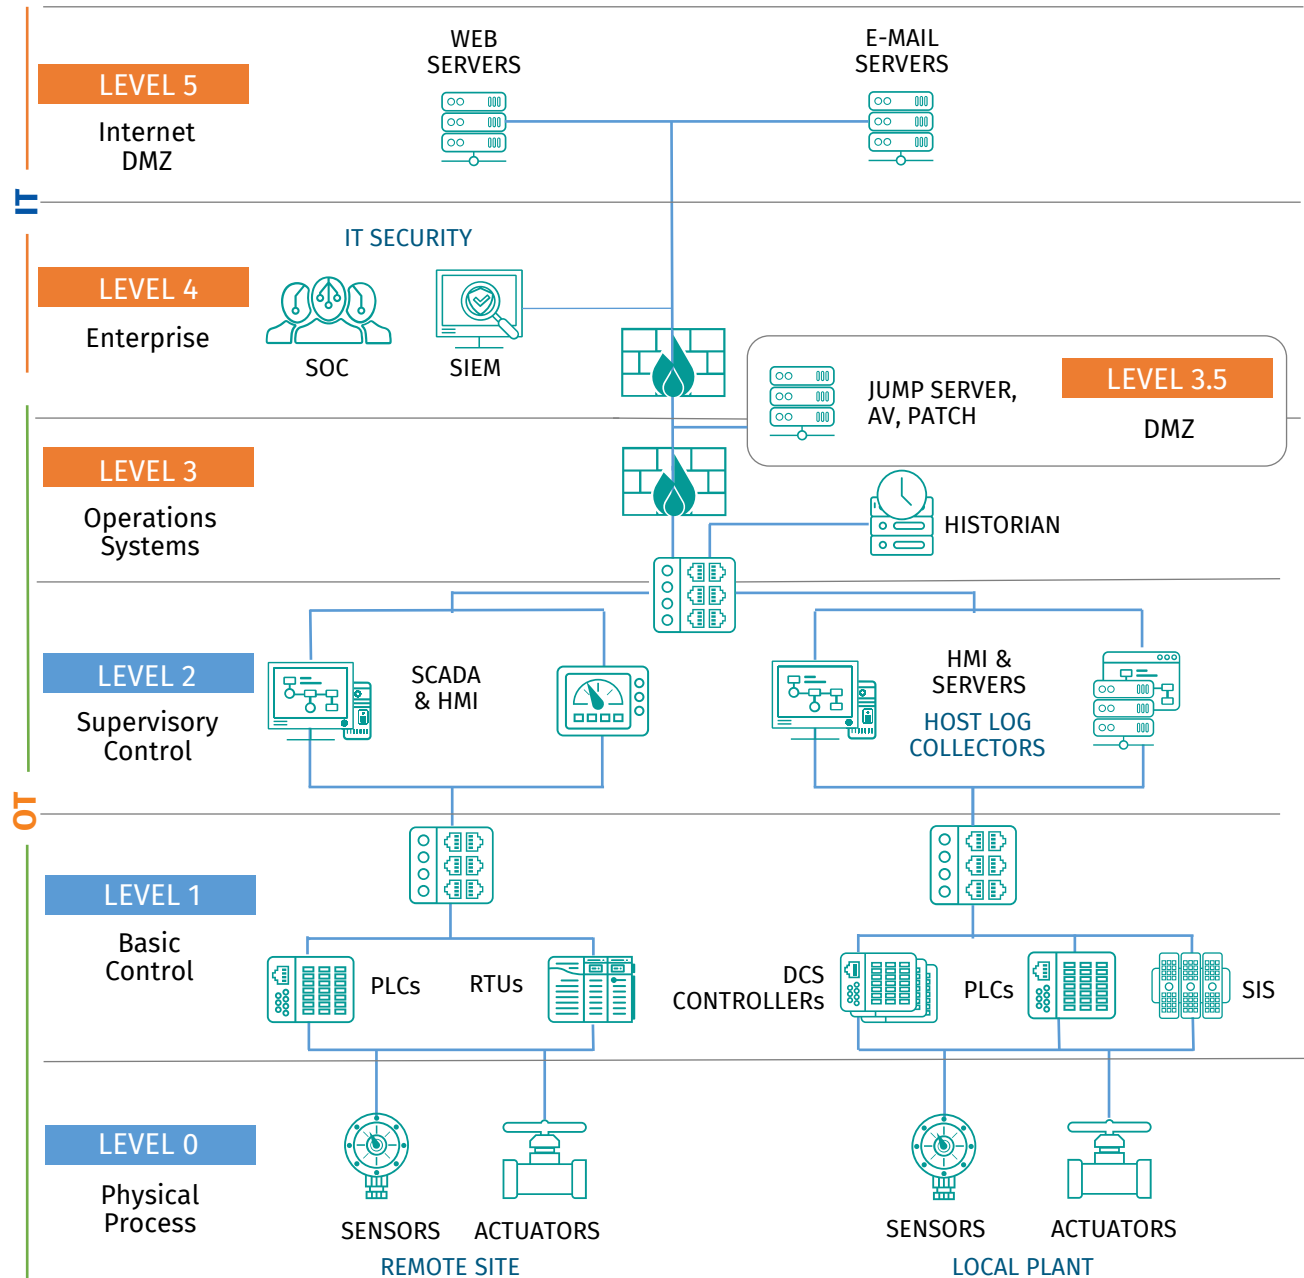 WEB
SERVERS
E-MAIL
SERVERS
LEVEL 5
Internet
DMZ
IT
IT SECURITY
LEVEL 4
Enterprise
SOC
SIEM
JUMP SERVER,
AV, PATCH
LEVEL 3.5
DMZ
LEVEL 3
Operations
Systems
HISTORIAN
LEVEL 2
Supervisory
Control
SCADA
& HMI
HMI &
SERVERS
HOST LOG
COLLECTORS
OT
LEVEL 1
Basic
Control
PLCs
RTUs
DCS
CONTROLLERs
PLCs
SIS
LEVEL 0
Physical
Process
SENSORS
ACTUATORS
REMOTE SITE
SENSORS
ACTUATORS
LOCAL PLANT